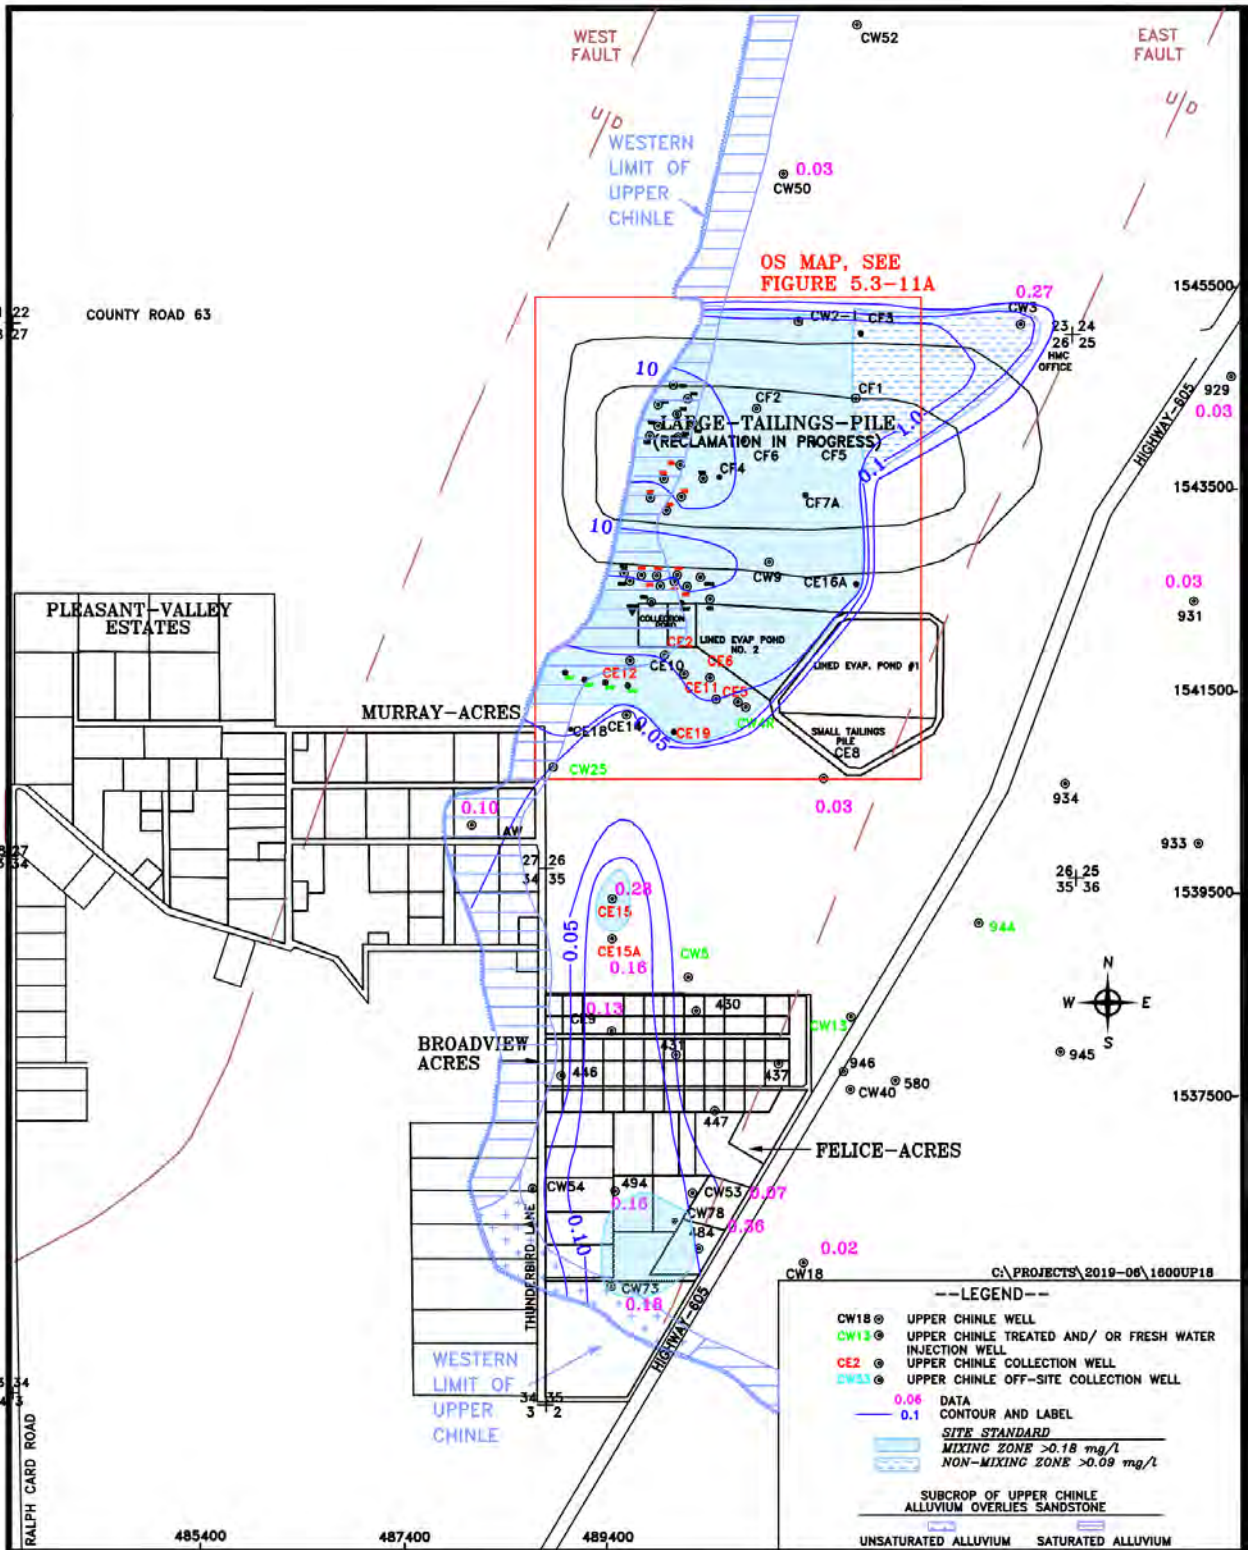 WEST
FAULT
CW52
EAST
FAULT
U/D
U/D
WESTERN
LIMIT OF
UPPER
CHINLE
0.03
CW50
OS MAP, SEE
FIGURE 5.3-11A
1545500
22
27
COUNTY ROAD 63
0.27
CW3
CW2-1
CF3
23 24
26 25
HMC
OFFICE
929
0.03
10
CF2
CF1
LARGE-TAILINGS-PILE
(RECLAMATION IN PROGRESS)
1.0
0.1
CF6
CF5
CF4
CF7A
HIGHWAY-605
1543500
10
CW9
CE16A
0.03
931
PLEASANT-VALLEY
ESTATES
COLLECTION
POND
LINED EVAP POND
NO. 2
CE2
CE10
CE6
CE12
CE11
CE5
LINED EVAP. POND #1
1541500
MURRAY-ACRES
CW4R
CE18
CE14
0.05
CE19
SMALL TAILINGS
PILE
CE8
CW25
0.03
934
0.10
AW
933
27
34
27 26
34 35
26 25
35 36
1539500
0.28
CE15
0.05
CE15A
0.16
CW5
944
N
W E
S
0.13
CE9
430
CW13
BROADVIEW
ACRES
431
446
437
946
945
CW40
580
1537500
447
FELICE-ACRES
CW54
494
CW53
0.07
0.16
CW78
0.36
484
0.10
THUNDERBIRD LANE
0.02
CW18
CW73
0.18
HIGHWAY-605
WESTERN
LIMIT OF
UPPER
CHINLE
34
3
34 35
3 2
RALPH CARD ROAD
485400
487400
489400
C:\PROJECTS\2019-06\1600UP18
--LEGEND--
CW18 UPPER CHINLE WELL
CW13 UPPER CHINLE TREATED AND/ OR FRESH WATER
INJECTION WELL
CE2 UPPER CHINLE COLLECTION WELL
CW53 UPPER CHINLE OFF-SITE COLLECTION WELL
0.06 DATA
0.1 CONTOUR AND LABEL
SITE STANDARD
MIXING ZONE >0.18 mg/l
NON-MIXING ZONE >0.09 mg/l
SUBCROP OF UPPER CHINLE
ALLUVIUM OVERLIES SANDSTONE
UNSATURATED ALLUVIUM SATURATED ALLUVIUM